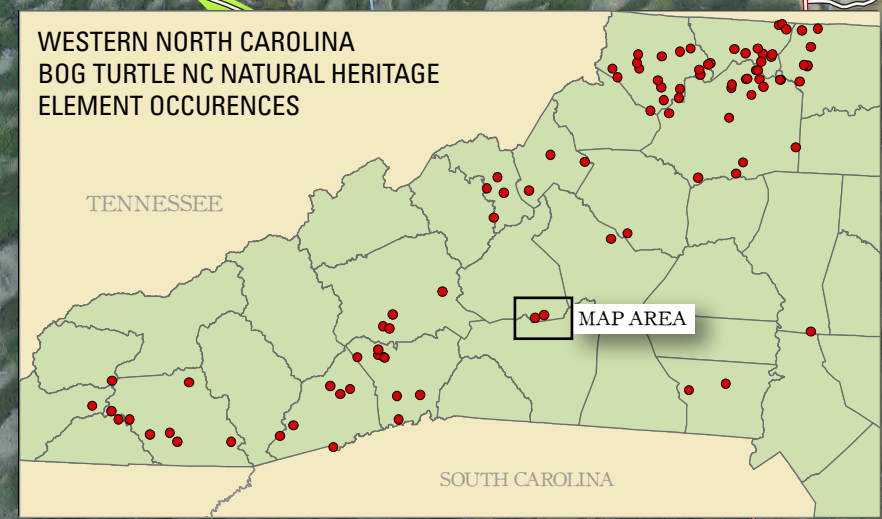 WESTERN NORTH CAROLINA
BOG TURTLE NC NATURAL HERITAGE
ELEMENT OCCURENCES
TENNESSEE
MAP AREA
SOUTH CAROLINA